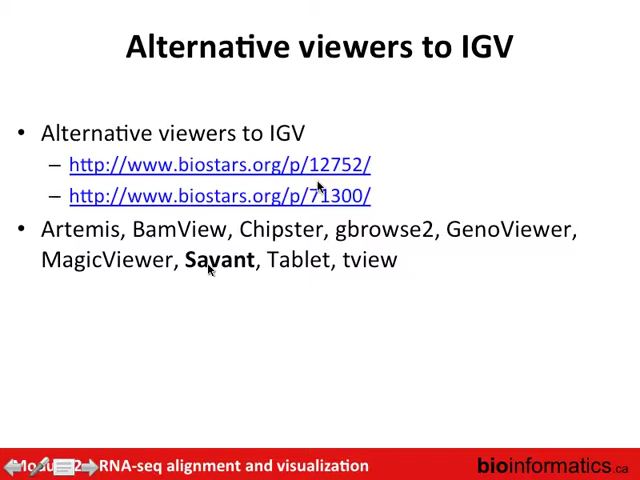 Alternative viewers to IGV
• Alternative viewers to IGV
– http://www.biostars.org/p/12752/
– http://www.biostars.org/p/71300/
• Artemis, BamView, Chipster, gbrowse2, GenoViewer,
MagicViewer, Savant, Tablet, tview
RNA-seq alignment and visualization
bioinformatics.ca